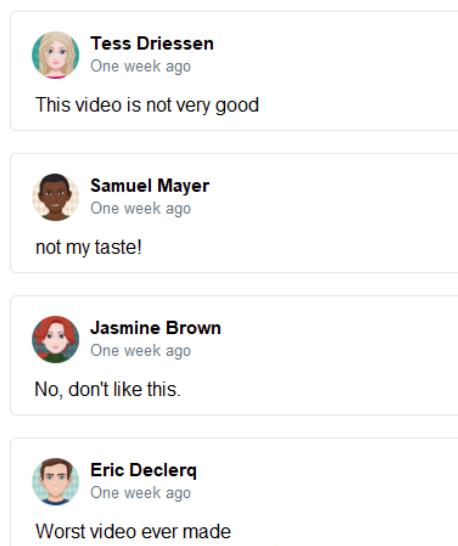 Tess Driessen
One week ago
This video is not very good
Samuel Mayer
One week ago
not my taste!
Jasmine Brown
One week ago
No, don't like this.
Eric Declerq
One week ago
Worst video ever made